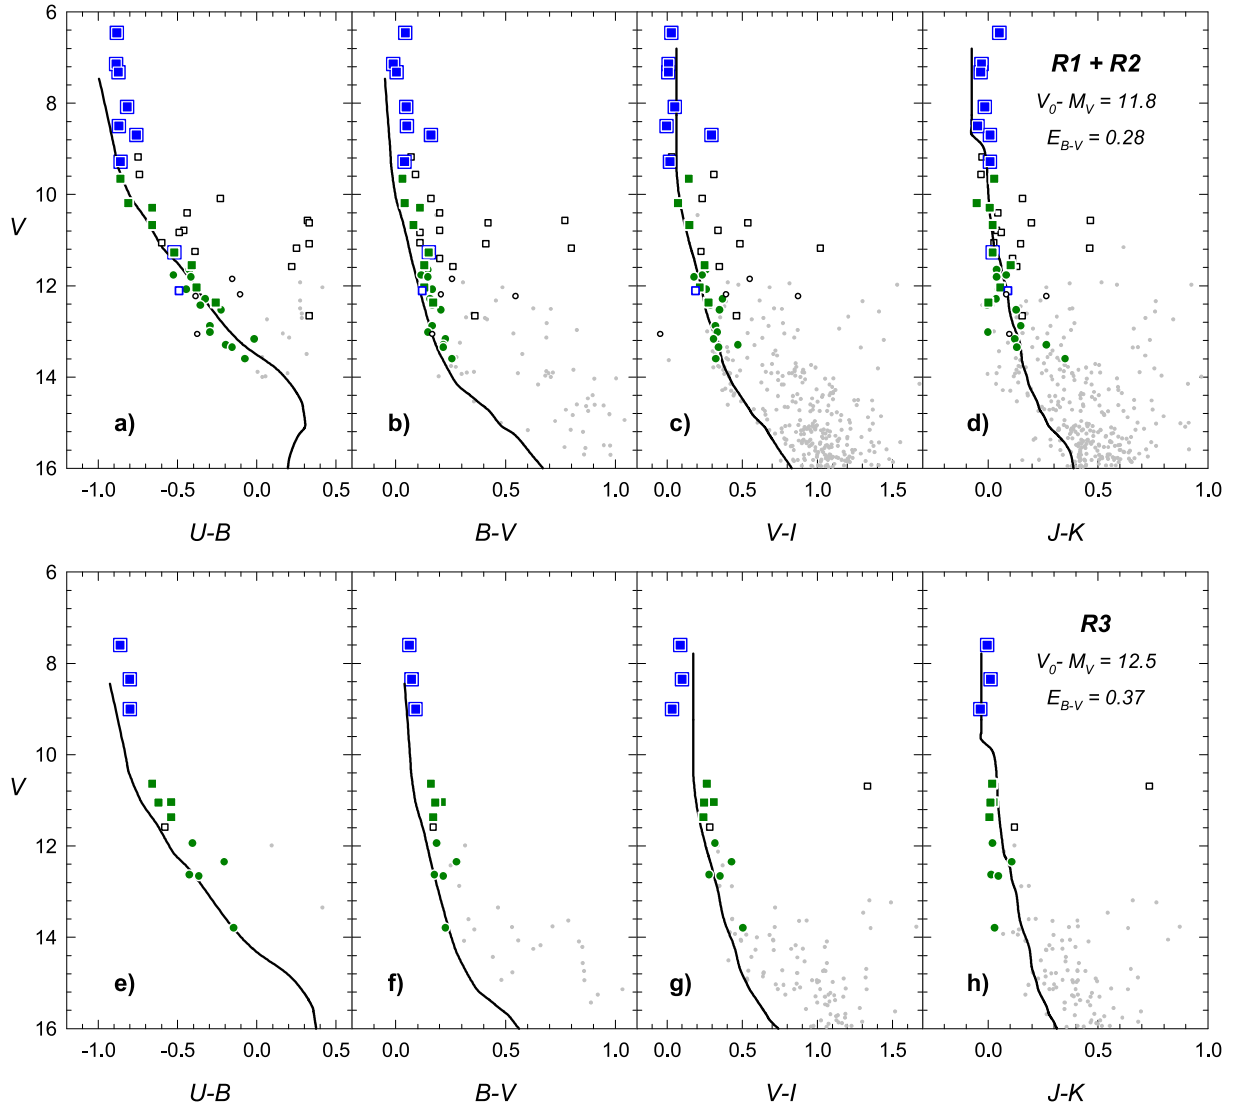 6
8
10
V
12
14
16
R1 + R2
V0- MV = 11.8
EB-V = 0.28
a)
b)
c)
d)
-1.0 -0.5 0.0 0.5 0.0 0.5 1.0 0.0 0.5 1.0 1.5 0.0 0.5 1.0
U-B B-V V-I J-K
6
8
10
V
12
14
16
R3
V0- MV = 12.5
EB-V = 0.37
e)
f)
g)
h)
-1.0 -0.5 0.0 0.5 0.0 0.5 1.0 0.0 0.5 1.0 1.5 0.0 0.5 1.0
U-B B-V V-I J-K